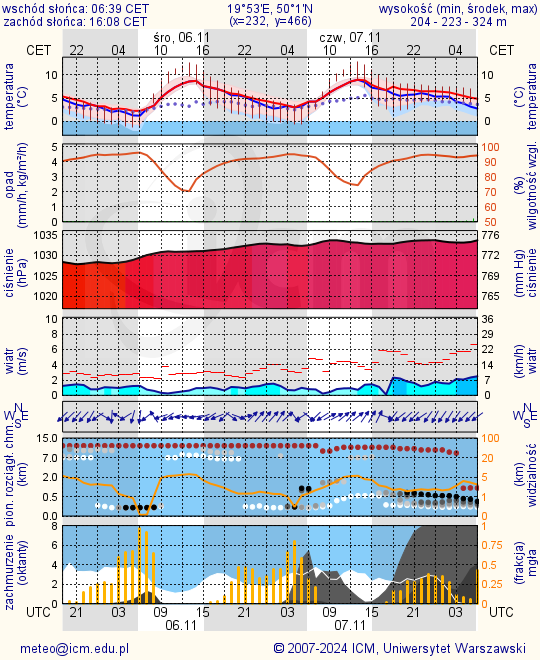 wschód słońca: 06:39 CET
19°53'E, 50°1'N
wysokość (min, środek, max)
zachód słońca: 16:08 CET
(x=232, y=466)
204 - 223 - 324 m
śro, 06.11
czw, 07.11
CET 22 04 10 16 22 04 10 16 22 04 CET
temperatura (°C)
10 5 0
10 5 0
temperatura (°C)
opad (mm/h, kg/m²/h)
5 4 3 2 1 0
100 90 80 70 60 50
(%) wilgotność wzgl.
ciśnienie (hPa)
1035 1030 1025 1020
776 772 769 765
(mm Hg) ciśnienie
wiatr (m/s)
10 8 6 4 2 0
36 29 22 14 7 0
(km/h) wiatr
N W E S
N W E S
pion. rozciągł. chm. (km)
15.0 10.0 5.0 2.0 0.5 0.0
100 20 5 1 0
(km) widzialność
zachmurzenie (oktanty)
8 6 4 2 0
1 0.75 0.5 0.25 0
(frakcja) mgła
UTC 21 03 09 15 21 03 09 15 21 03 UTC
06.11
07.11
meteo@icm.edu.pl
© 2007-2024 ICM, Uniwersytet Warszawski